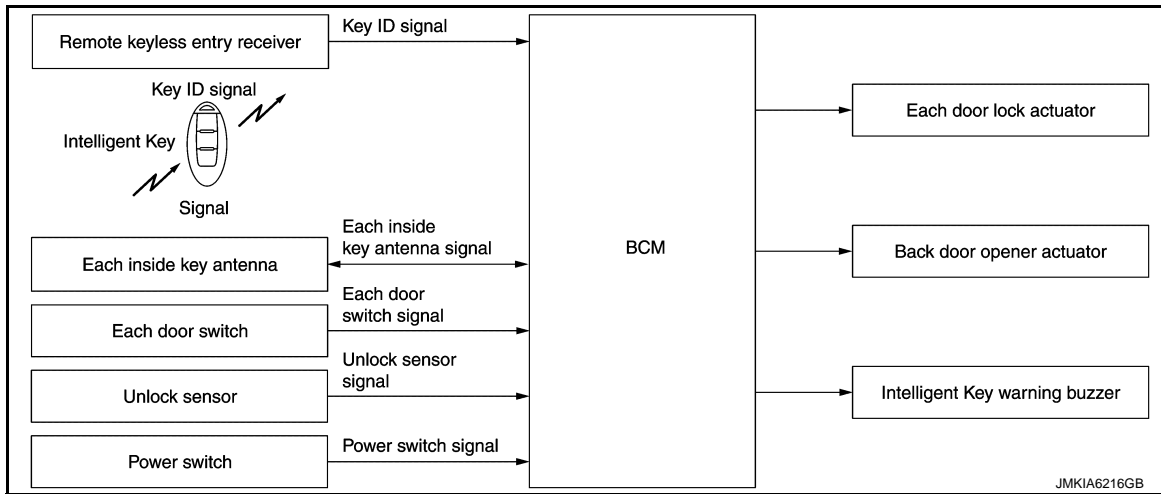 Remote keyless entry receiver
Key ID signal
Key ID signal
Intelligent Key
Signal
Each inside key antenna
Each inside
key antenna signal
Each door switch
Each door
switch signal
Unlock sensor
Unlock sensor
signal
Power switch
Power switch signal
BCM
Each door lock actuator
Back door opener actuator
Intelligent Key warning buzzer
JMKIA6216GB